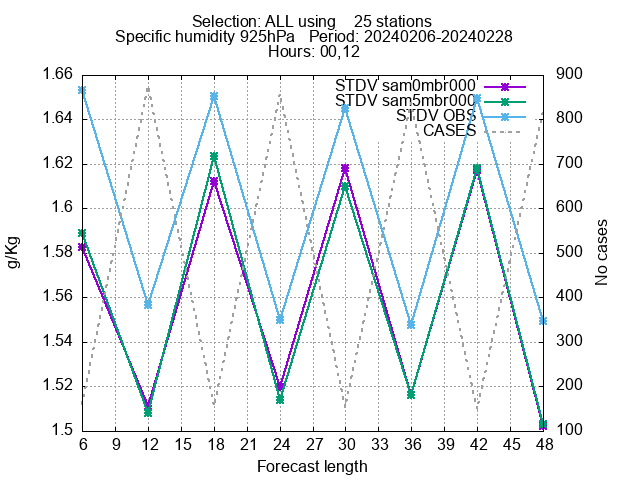 Selection: ALL using 25 stations
Specific humidity 925hPa Period: 20240206-20240228
Hours: 00,12
STDV sam0mbr000
STDV sam5mbr000
STDV OBS
CASES
1.66
1.64
1.62
1.6
1.58
1.56
1.54
1.52
1.5
g/Kg
900
800
700
600
500
400
300
200
100
No cases
6 9 12 15 18 21 24 27 30 33 36 39 42 45 48
Forecast length